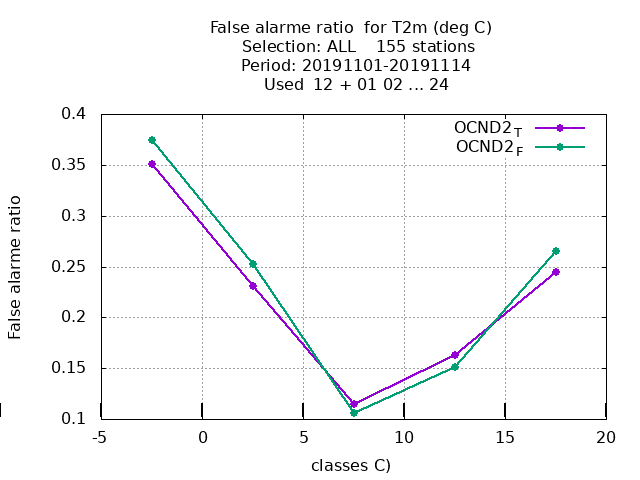 False alarme ratio  for T2m (deg C)
Selection: ALL    155 stations
Period: 20191101-20191114
Used  12 + 01 02 ... 24
OCND2T
OCND2F
False alarme ratio
0.4
0.35
0.3
0.25
0.2
0.15
0.1
-5 0 5 10 15 20
classes C)